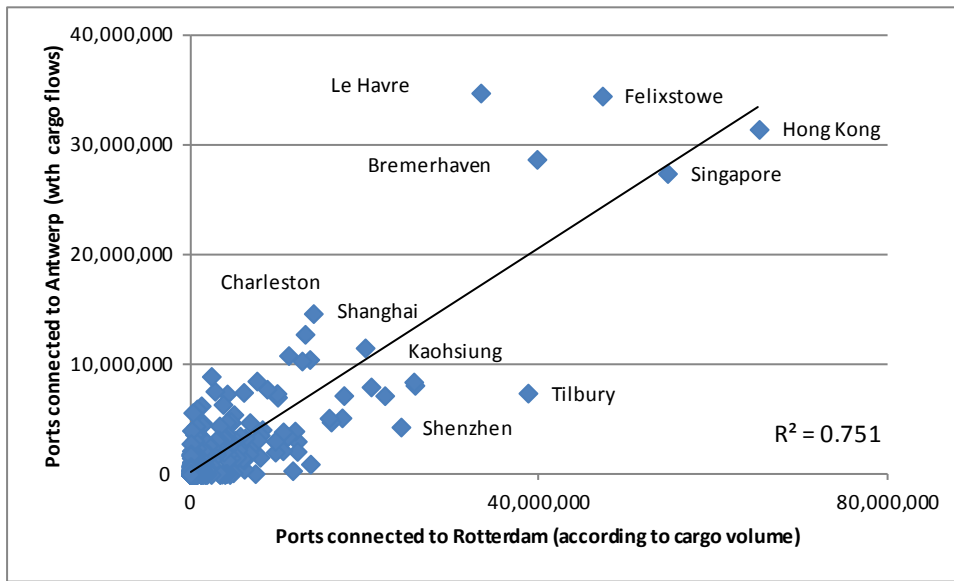 Ports connected to Antwerp (wth cargo flows)
40,000,000
30,000,000
20,000,000
10,000,000
0
Le Havre
Felixstowe
Hong Kong
Bremerhaven
Singapore
Charleston
Shanghai
Kaohsiung
Tilbury
Shenzhen
R² = 0.751
0
40,000,000
80,000,000
Ports connected to Rotterdam (according to cargo volume)